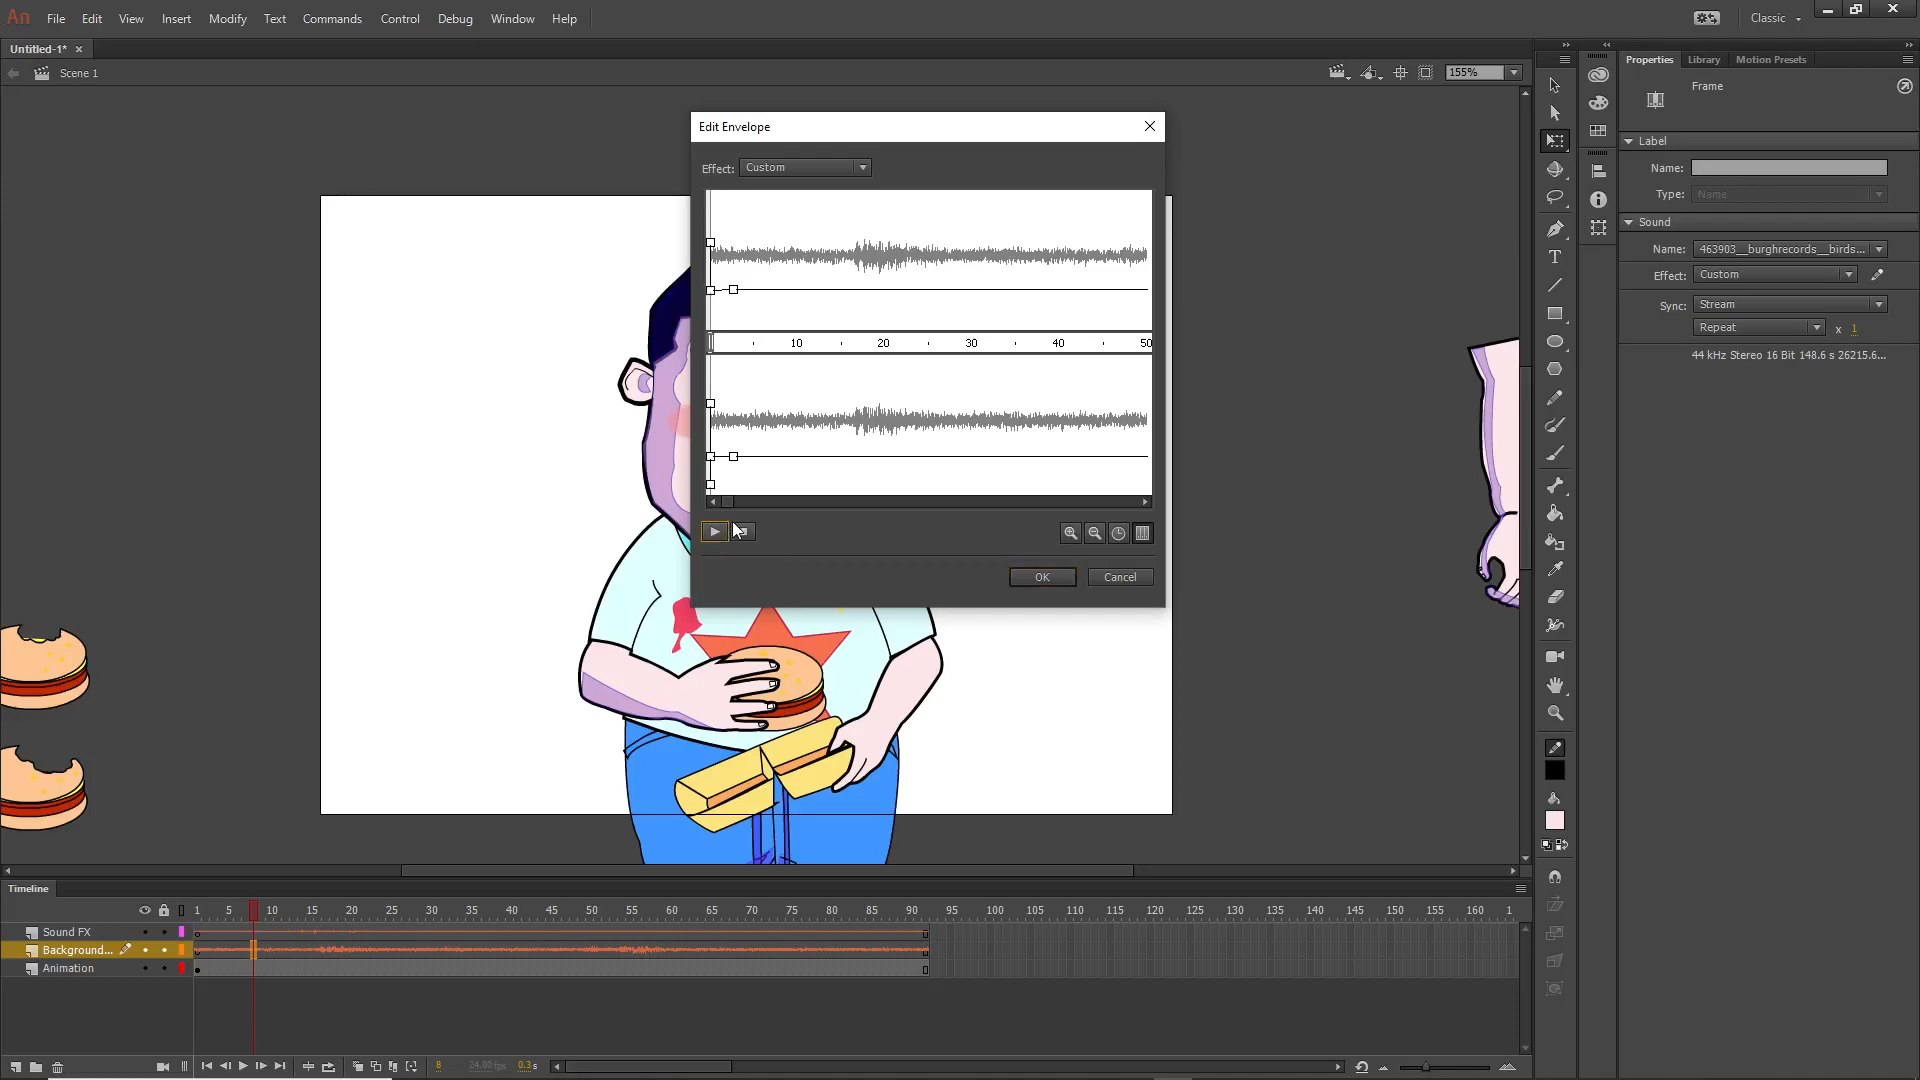 An File Edit View Insert Modify Text Commands Control Debug Window Help Classic
Untitled-1* ×
Scene 1
155%
Edit Envelope
Effect: Custom
10 20 30 40 50
OK Cancel
Properties Library Motion Presets
Frame
Label
Name:
Type: Name
Sound
Name: 463903__burghrecords__birds...
Effect: Custom
Sync: Stream
Repeat x 1
44 kHz Stereo 16 Bit 148.6 s 26215.6...
Timeline
1 5 10 15 20 25 30 35 40 45 50 55 60 65 70 75 80 85 90 95 100 105 110 115 120 125 130 135 140 145 150 155 160 1
Sound FX
Background...
Animation
8 24.00 fps 0.3 s